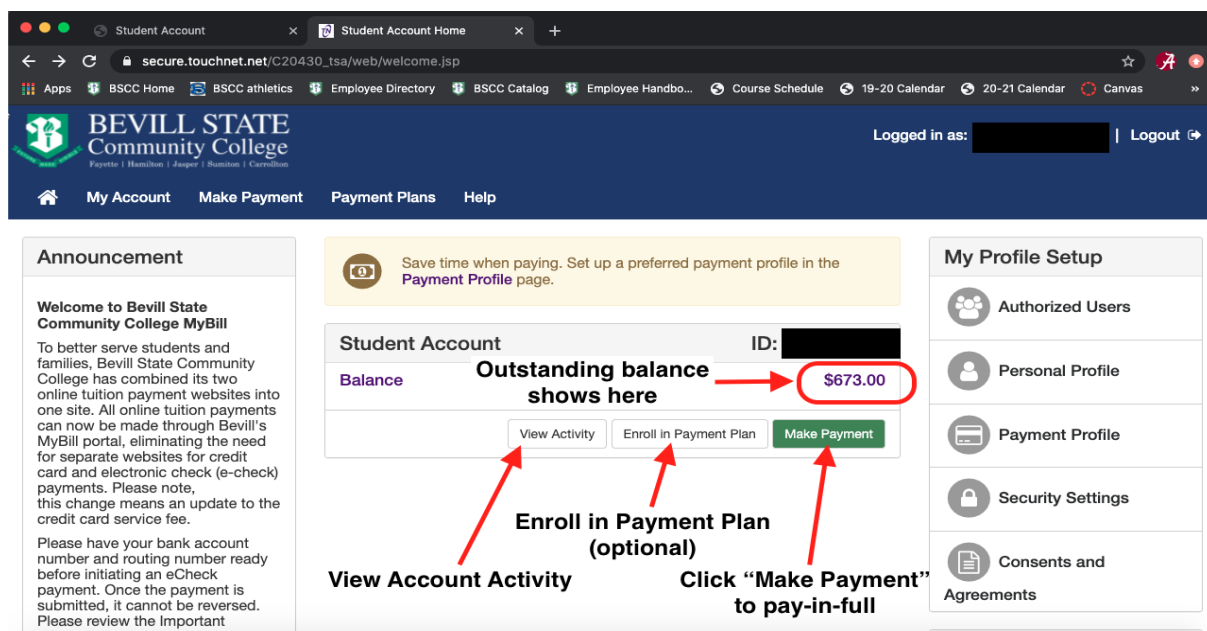 Student Account
Student Account Home
secure.touchnet.net/C20430_tsa/web/welcome.jsp
Apps
BSCC Home
BSCC athletics
Employee Directory
BSCC Catalog
Employee Handbo...
Course Schedule
19-20 Calendar
20-21 Calendar
Canvas
»
BEVILL STATE
Community College
Fayette | Hamilton | Jasper | Sumiton | Carrollton
Logged in as:
| Logout
My Account
Make Payment
Payment Plans
Help
Announcement
Welcome to Bevill State
Community College MyBill
To better serve students and
families, Bevill State Community
College has combined its two
online tuition payment websites into
one site. All online tuition payments
can now be made through Bevill's
MyBill portal, eliminating the need
for separate websites for credit
card and electronic check (e-check)
payments. Please note,
this change means an update to the
credit card service fee.
Please have your bank account
number and routing number ready
before initiating an eCheck
payment. Once the payment is
submitted, it cannot be reversed.
Please review the Important
Save time when paying. Set up a preferred payment profile in the
Payment Profile page.
Student Account
ID:
Balance
Outstanding balance
shows here
$673.00
View Activity
Enroll in Payment Plan
Make Payment
Enroll in Payment Plan
(optional)
View Account Activity
Click “Make Payment”
to pay-in-full
My Profile Setup
Authorized Users
Personal Profile
Payment Profile
Security Settings
Consents and
Agreements